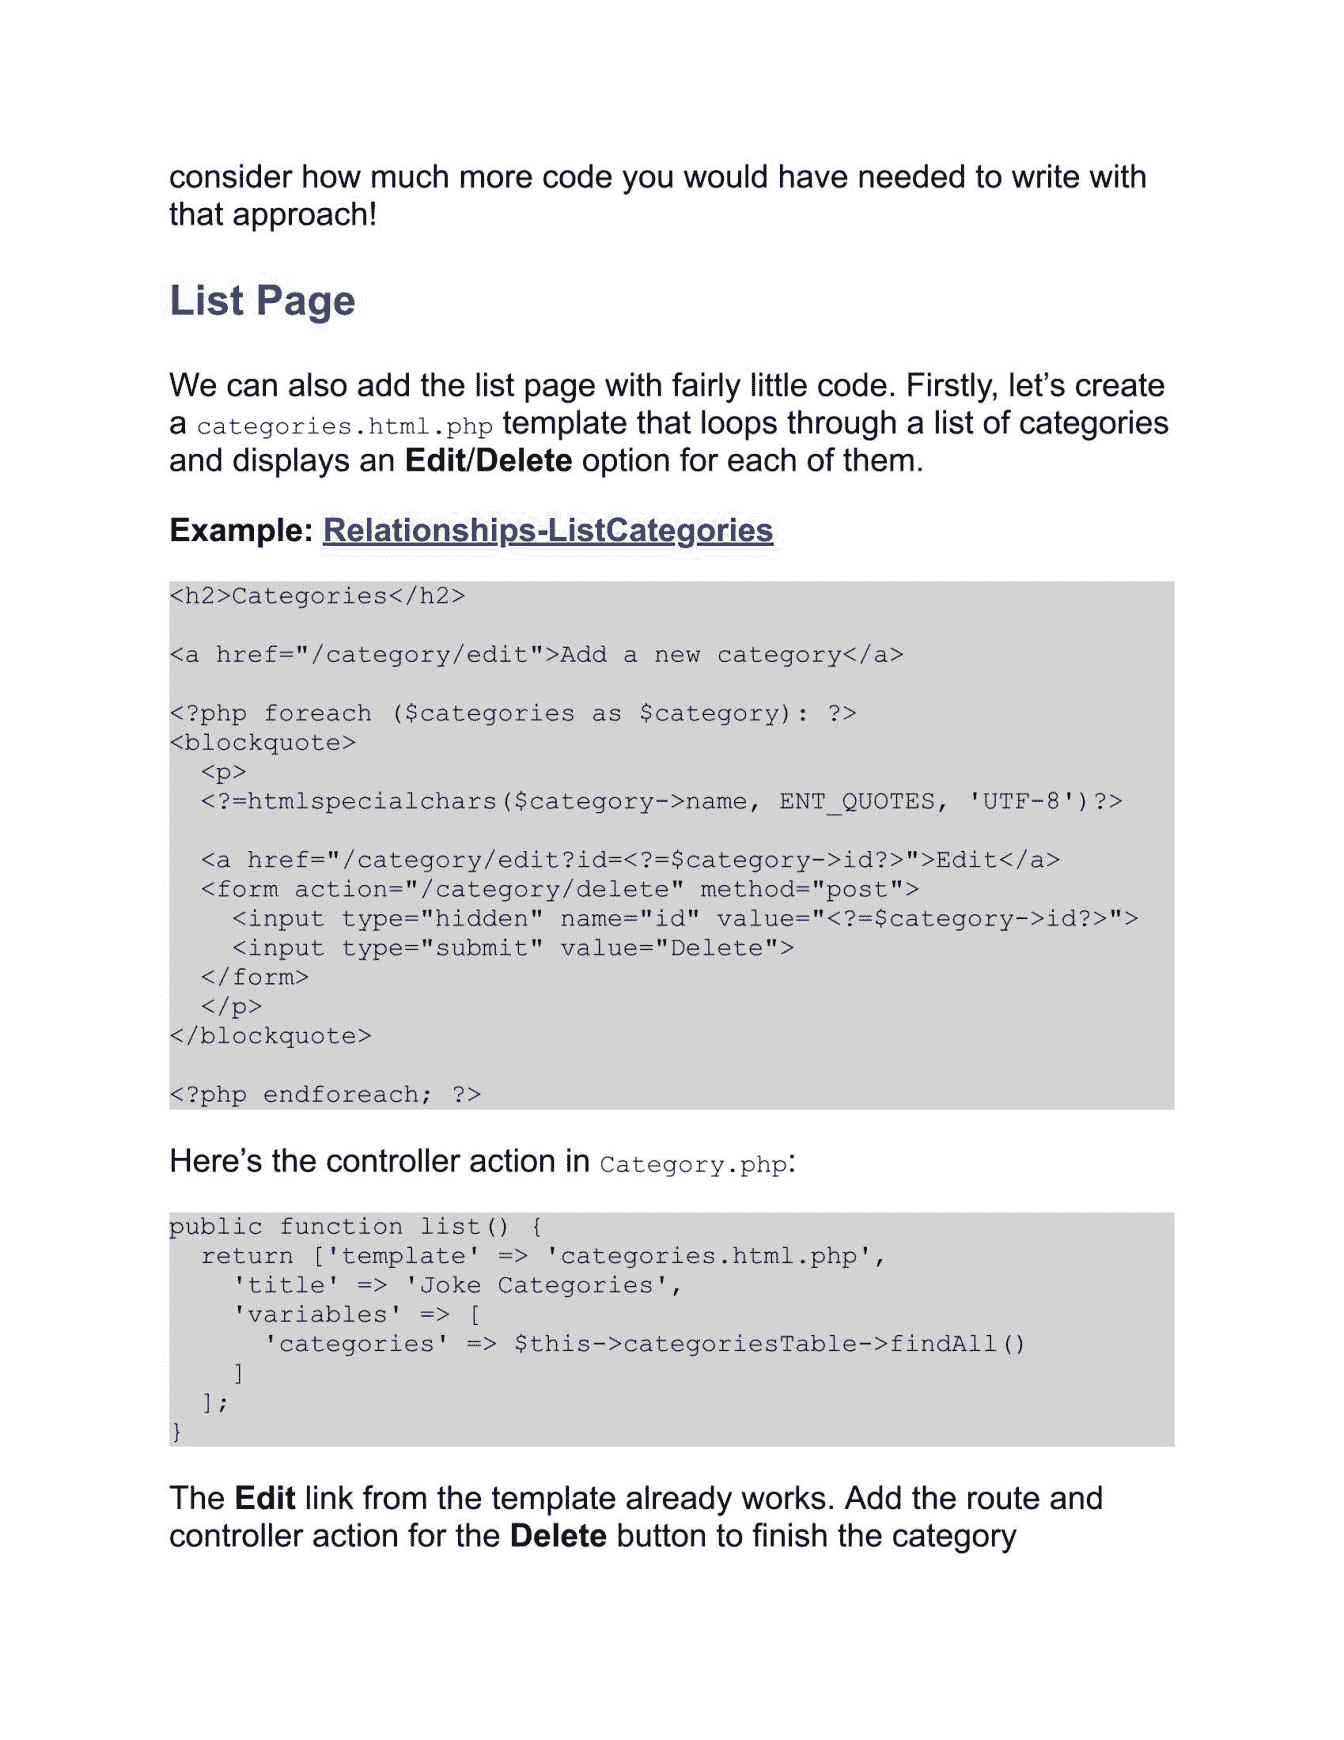 consider how much more code you would have needed to write with
that approach!
List Page
We can also add the list page with fairly little code. Firstly, let’s create
a categories.html.php template that loops through a list of categories
and displays an Edit/Delete option for each of them.
Example: Relationships-ListCategories
<h2>Categories</h2>
<a href="/category/edit">Add a new category</a>
<?php foreach ($categories as $category): ?>
<blockquote>
  <p>
  <?=htmlspecialchars($category->name, ENT_QUOTES, 'UTF-8')?>
  <a href="/category/edit?id=<?=$category->id?>">Edit</a>
  <form action="/category/delete" method="post">
    <input type="hidden" name="id" value="<?=$category->id?>">
    <input type="submit" value="Delete">
  </form>
  </p>
</blockquote>
<?php endforeach; ?>
Here’s the controller action in Category.php:
public function list() {
  return ['template' => 'categories.html.php',
    'title' => 'Joke Categories',
    'variables' => [
      'categories' => $this->categoriesTable->findAll()
    ]
  ];
}
The Edit link from the template already works. Add the route and
controller action for the Delete button to finish the category